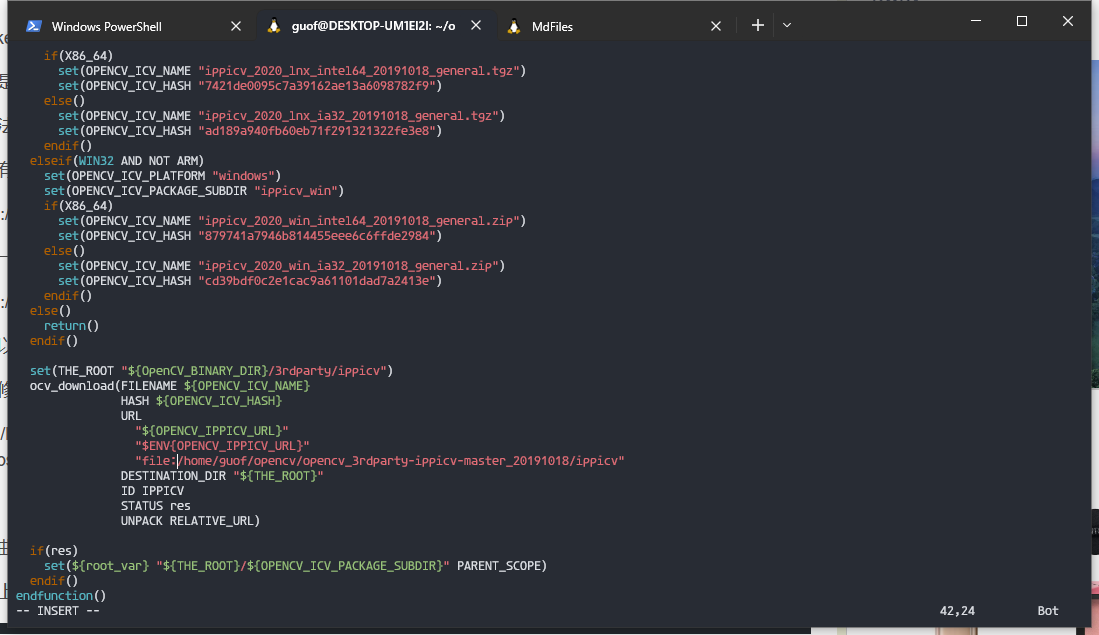 Windows PowerShell
guof@DESKTOP-UM1EI2I: ~/o
MdFiles
if(X86_64)
set(OPENCV_ICV_NAME "ippicv_2020_lnx_intel64_20191018_general.tgz")
set(OPENCV_ICV_HASH "7421de0095c7a39162ae13a6098782f9")
else()
set(OPENCV_ICV_NAME "ippicv_2020_lnx_ia32_20191018_general.tgz")
set(OPENCV_ICV_HASH "ad189a940fb60eb71f291321322fe3e8")
endif()
elseif(WIN32 AND NOT ARM)
set(OPENCV_ICV_PLATFORM "windows")
set(OPENCV_ICV_PACKAGE_SUBDIR "ippicv_win")
if(X86_64)
set(OPENCV_ICV_NAME "ippicv_2020_win_intel64_20191018_general.zip")
set(OPENCV_ICV_HASH "879741a7946b814455eee6c6ffde2984")
else()
set(OPENCV_ICV_NAME "ippicv_2020_win_ia32_20191018_general.zip")
set(OPENCV_ICV_HASH "cd39bdf0c2e1cac9a61101dad7a2413e")
endif()
else()
return()
endif()
set(THE_ROOT "${OpenCV_BINARY_DIR}/3rdparty/ippicv")
ocv_download(FILENAME ${OPENCV_ICV_NAME}
HASH ${OPENCV_ICV_HASH}
URL
"${OPENCV_IPPICV_URL}"
"$ENV{OPENCV_IPPICV_URL}"
"file:/home/guof/opencv/opencv_3rdparty-ippicv-master_20191018/ippicv"
DESTINATION_DIR "${THE_ROOT}"
ID IPPICV
STATUS res
UNPACK RELATIVE_URL)
if(res)
set(${root_var} "${THE_ROOT}/${OPENCV_ICV_PACKAGE_SUBDIR}" PARENT_SCOPE)
endif()
endfunction()
-- INSERT --
42,24
Bot